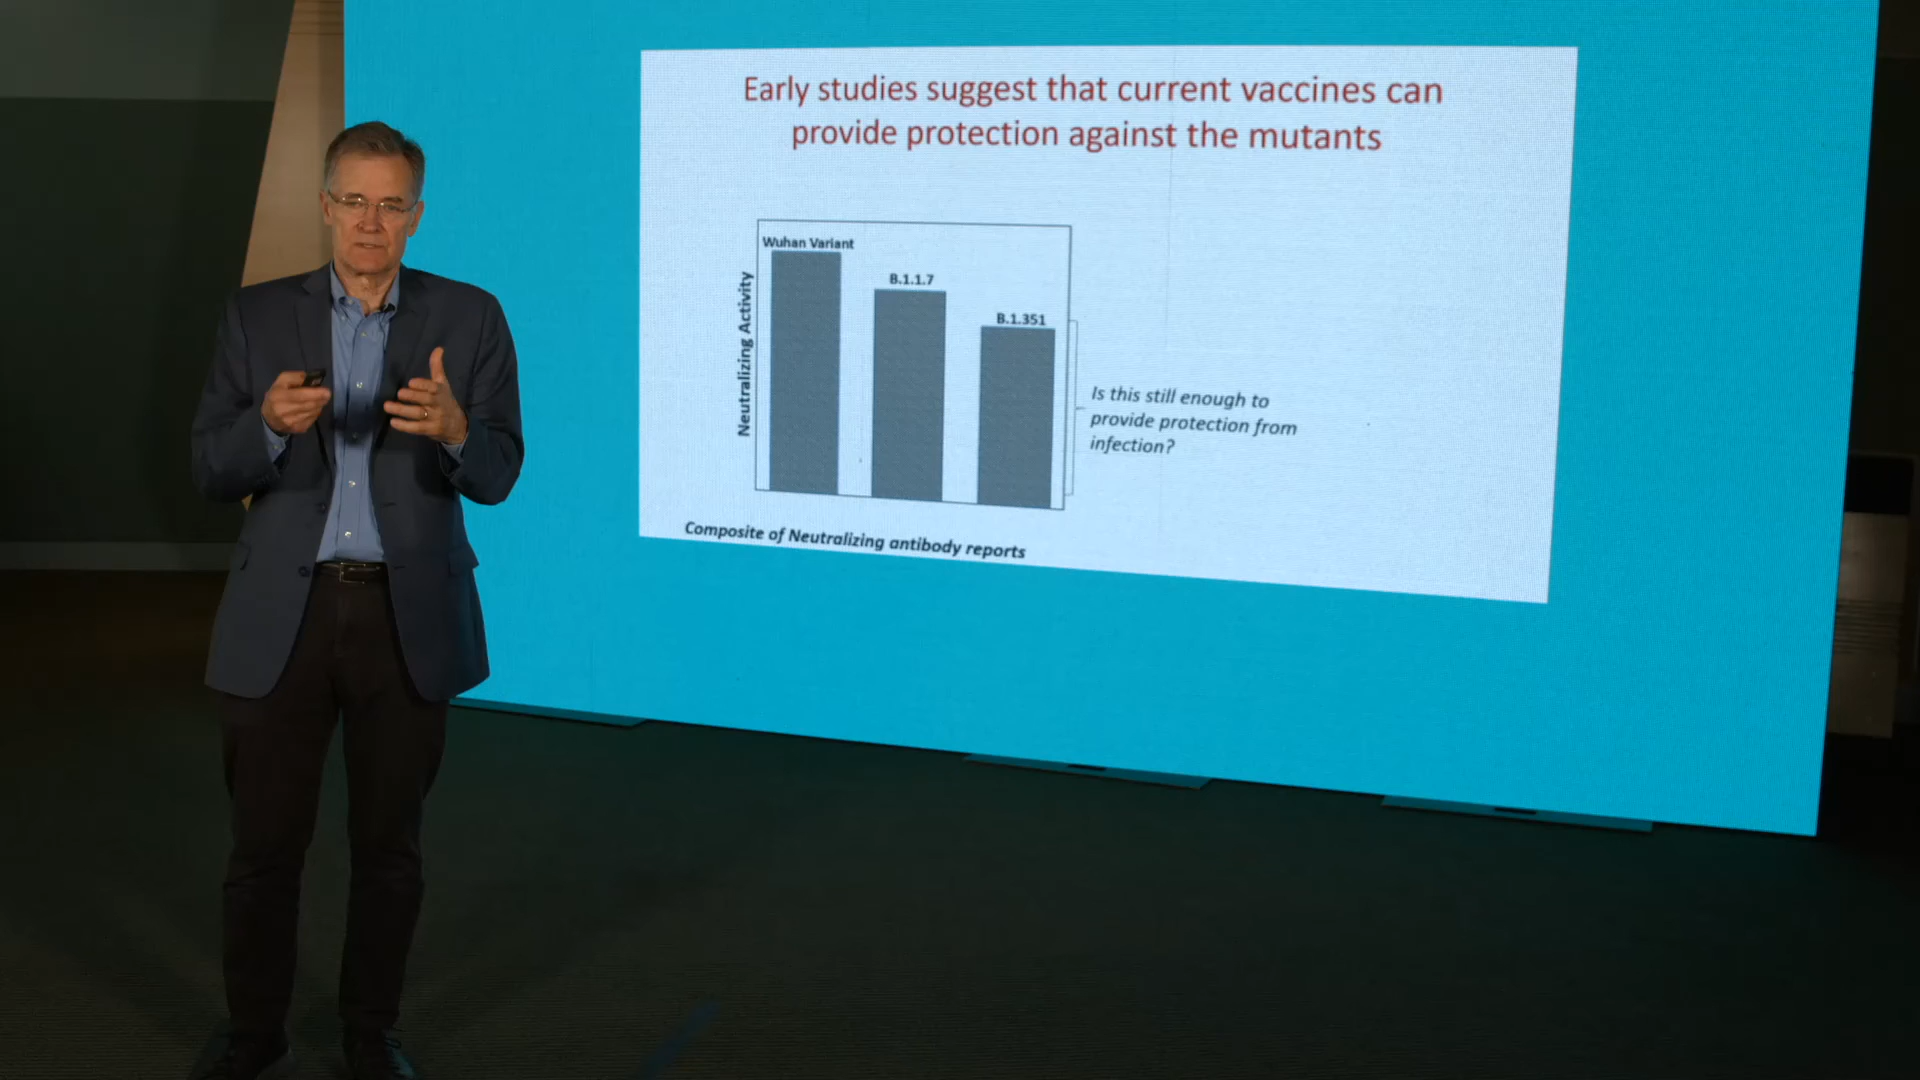 Early studies suggest that current vaccines can
provide protection against the mutants
Wuhan Variant
B.1.1.7
B.1.351
Neutralizing Activity
Is this still enough to
provide protection from
infection?
Composite of Neutralizing antibody reports